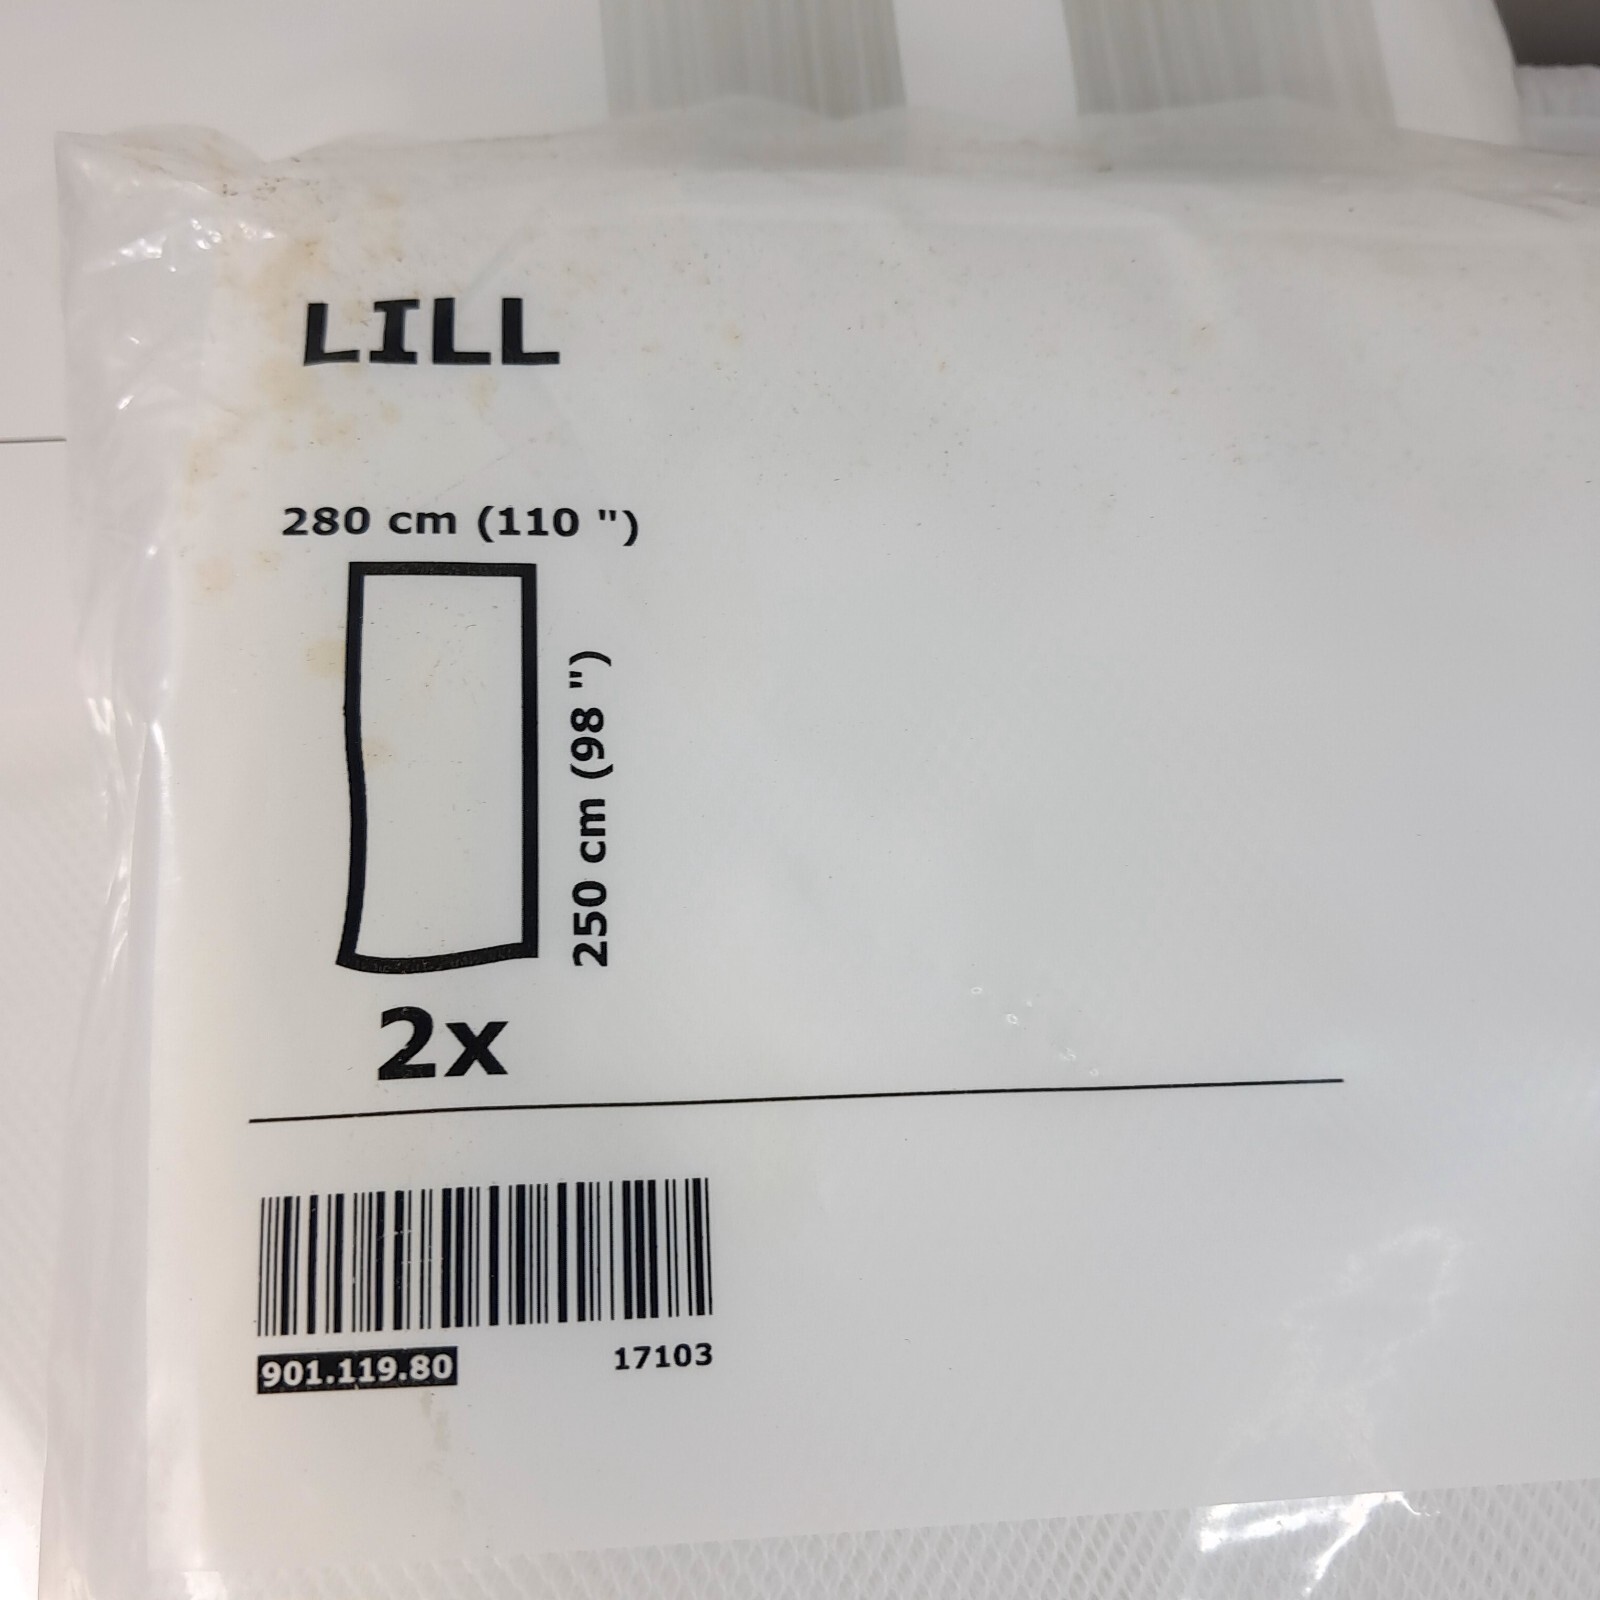 LILL
280 cm (110 ")
250 cm (98 ")
2x
901.119.80
17103